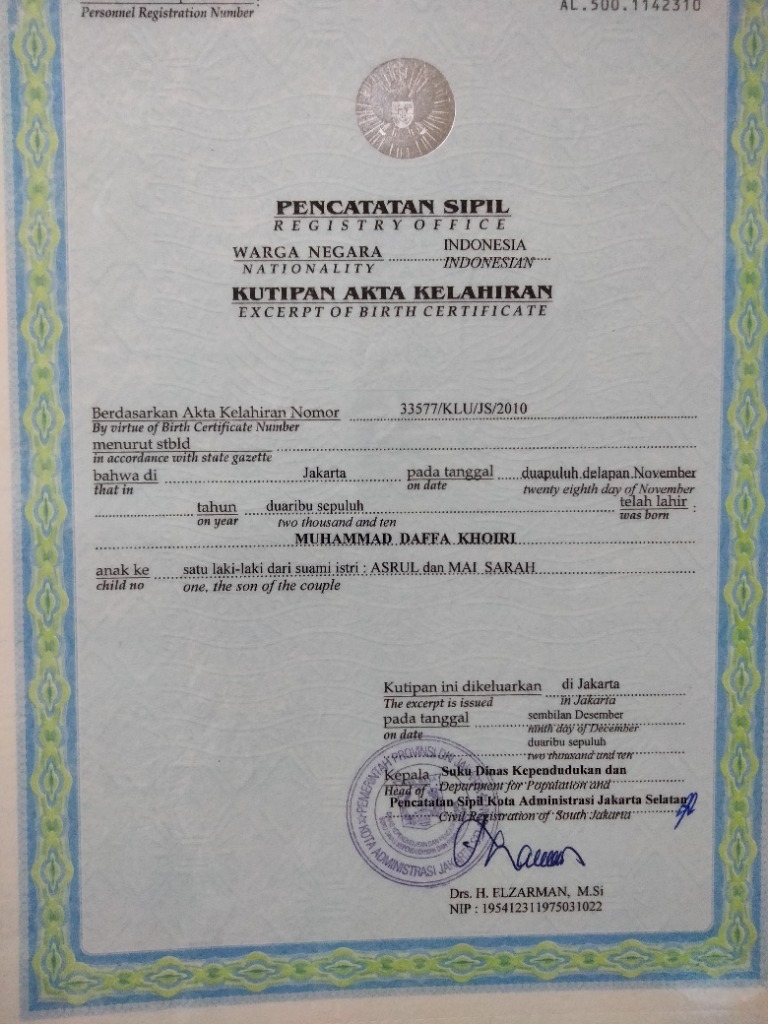 Personnel Registration Number :
AL.500.1142310
PENCATATAN SIPIL
REGISTRY OFFICE
WARGA NEGARA INDONESIA
NATIONALITY INDONESIAN
KUTIPAN AKTA KELAHIRAN
EXCERPT OF BIRTH CERTIFICATE
Berdasarkan Akta Kelahiran Nomor 33577/KLU/JS/2010
By virtue of Birth Certificate Number
menurut stbld
in accordance with state gazette
bahwa di Jakarta pada tanggal duapuluh delapan November
that in on date twenty eighth day of November
tahun duaribu sepuluh telah lahir :
on year two thousand and ten was born
MUHAMMAD DAFFA KHOIRI
anak ke satu laki-laki dari suami istri : ASRUL dan MAI SARAH
child no one, the son of the couple
Kutipan ini dikeluarkan di Jakarta
The excerpt is issued in Jakarta
pada tanggal sembilan Desember
on date ninth day of December
duaribu sepuluh
two thousand and ten
Kepala Suku Dinas Kependudukan dan
Head of Department for Population and
Pencatatan Sipil Kota Administrasi Jakarta Selatan
Civil Registration of South Jakarta
PEMERINTAH PROVINSI DKI JAKARTA
KOTA ADMINISTRASI
Drs. H. ELZARMAN, M.Si
NIP : 195412311975031022